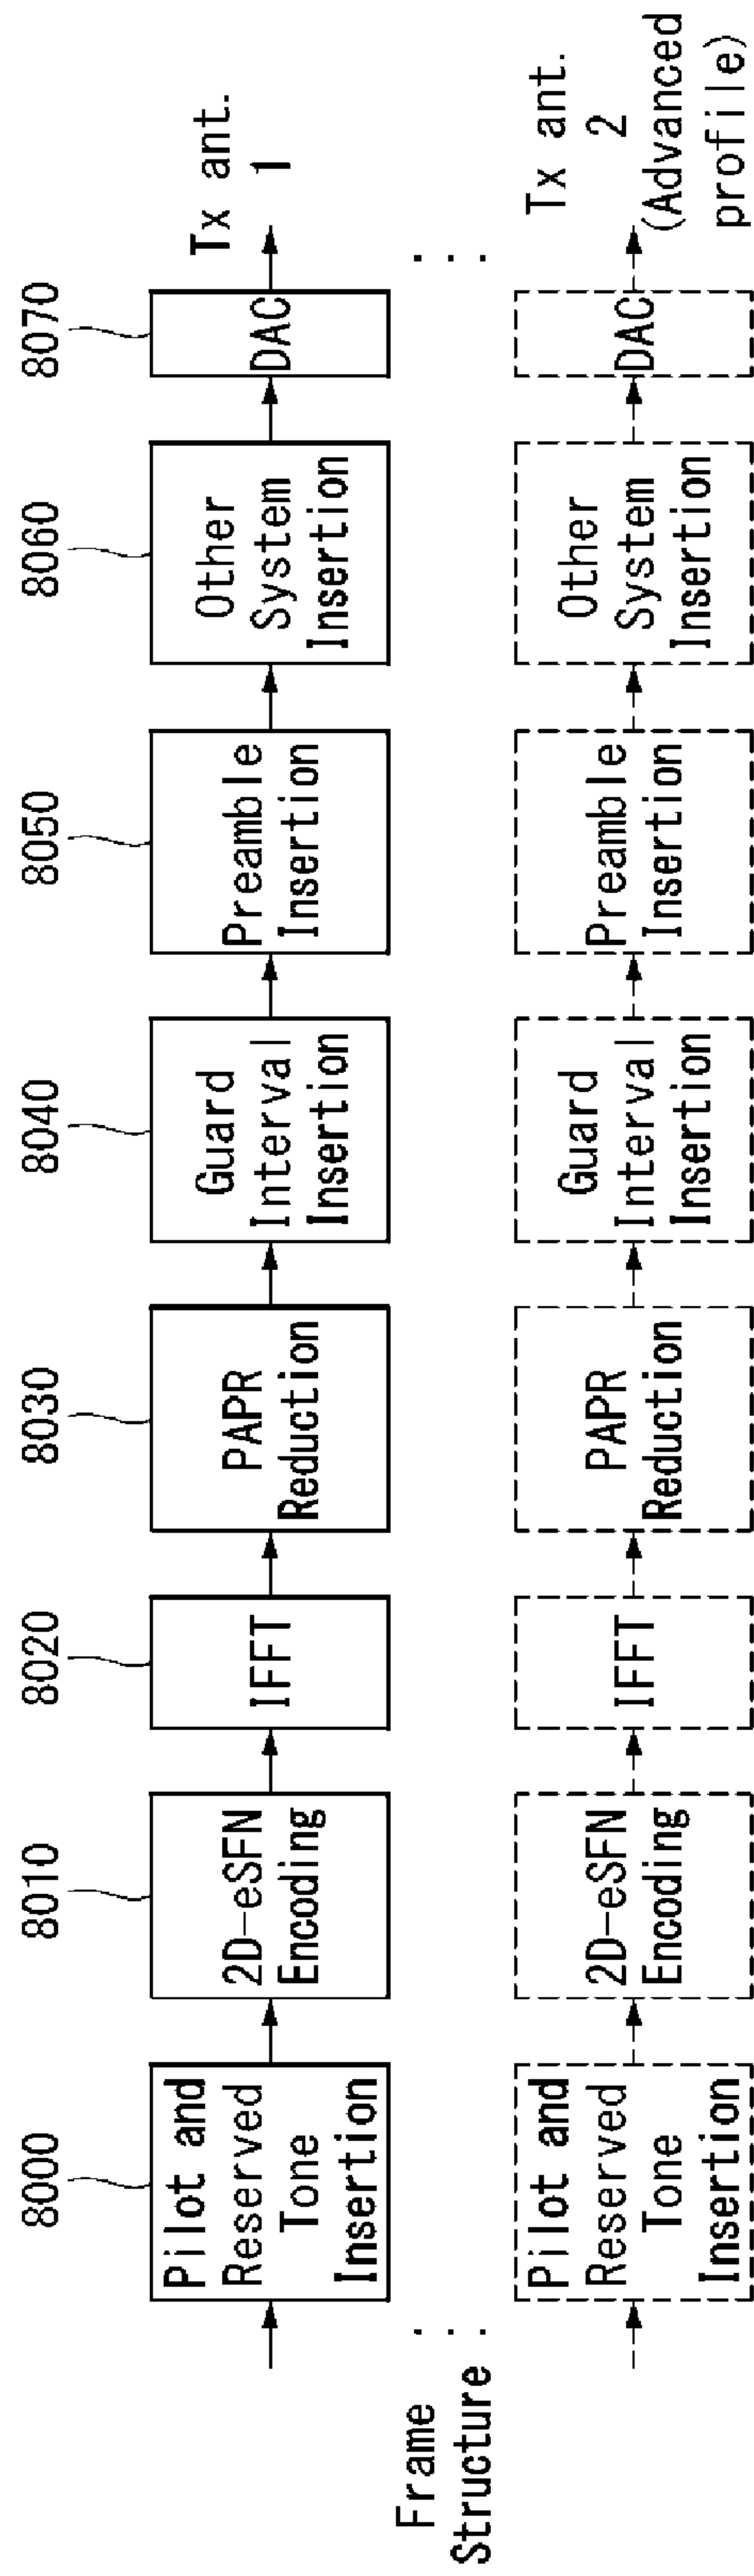 Frame
Structure
8000
Pilot and
Reserved
Tone
Insertion
8010
2D-eSFN
Encoding
8020
IFFT
8030
PAPR
Reduction
8040
Guard
Interval
Insertion
8050
Preamble
Insertion
8060
Other
System
Insertion
8070
DAC
Tx ant.
1
Pilot and
Reserved
Tone
Insertion
2D-eSFN
Encoding
IFFT
PAPR
Reduction
Guard
Interval
Insertion
Preamble
Insertion
Other
System
Insertion
DAC
Tx ant.
2
(Advanced
profile)